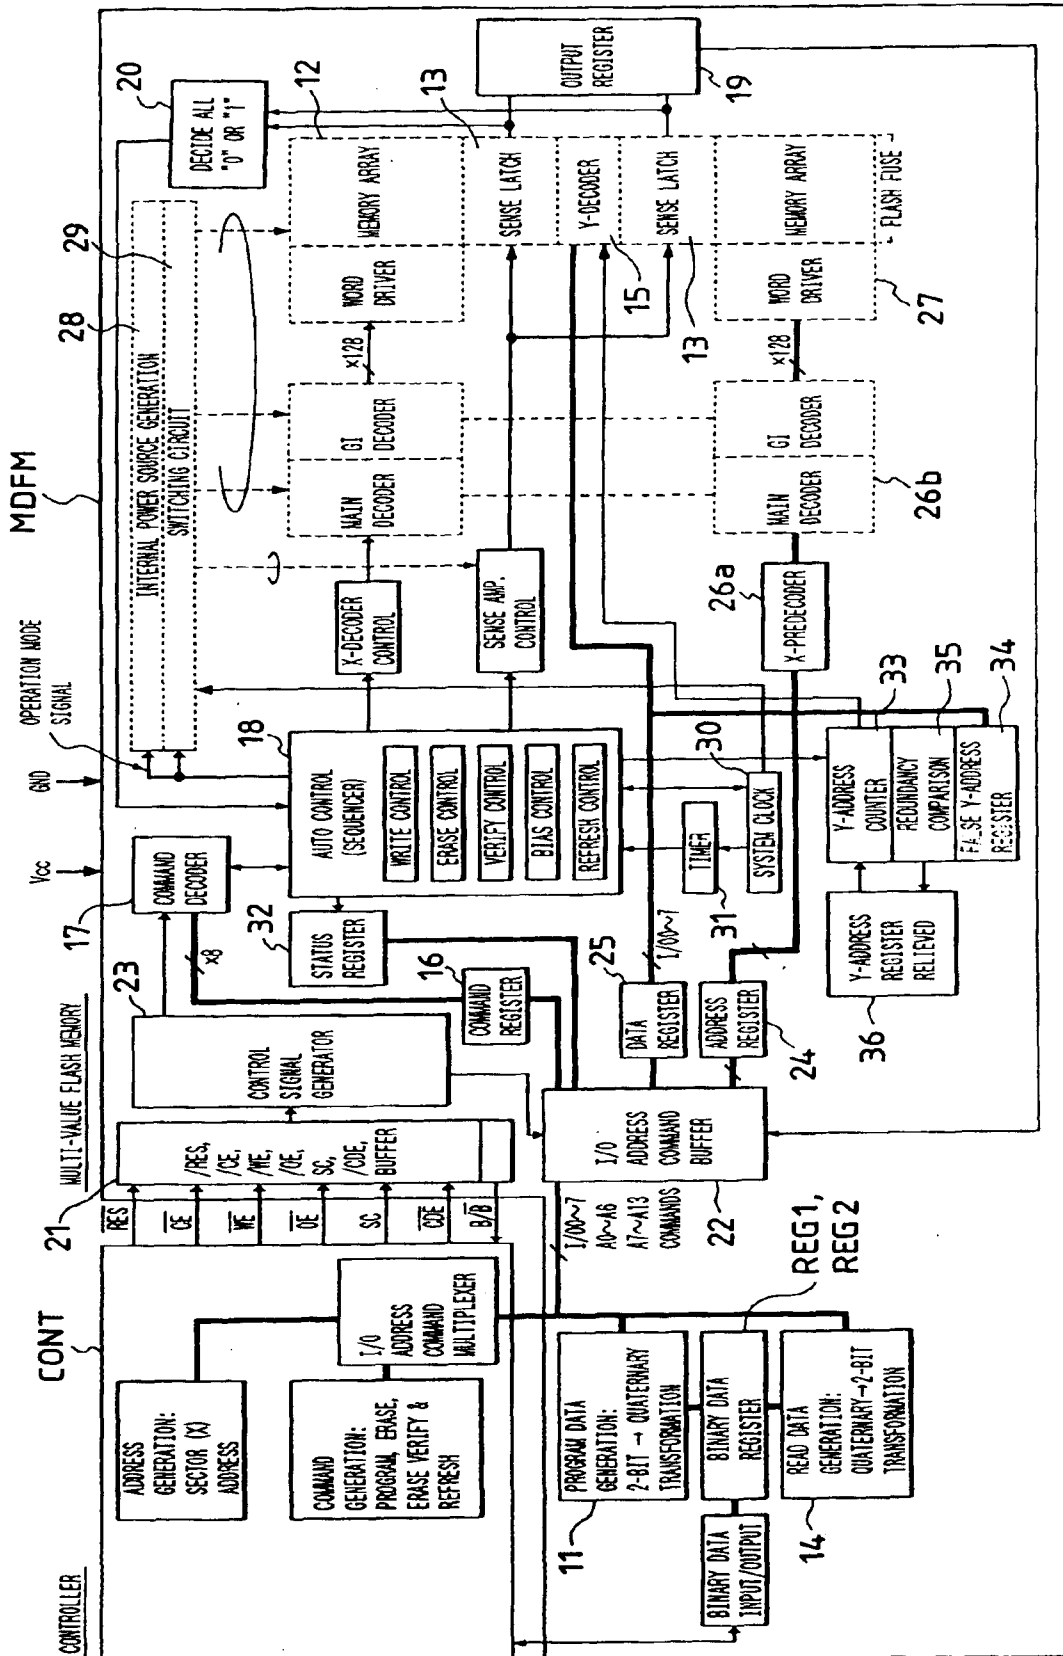 MDFM
Vcc
GND
OPERATION MODE
SIGNAL
CONT
CONTROLLER
MULTI-VALUE FLASH MEMORY
ADDRESS
GENERATION:
SECTOR (X)
ADDRESS
COMMAND
GENERATION:
PROGRAM, ERASE,
ERASE VERIFY &
REFRESH
I/O
ADDRESS
COMMAND
MULTIPLEXER
RES
CE
WE
OE
SC
CDE
B/B
21
/RES,
/CE,
/WE,
/OE,
SC,
/CDE,
BUFFER
23
CONTROL
SIGNAL
GENERATOR
17
COMMAND
DECODER
x8
32
STATUS
REGISTER
16
COMMAND
REGISTER
18
AUTO CONTROL
(SEQUENCER)
WRITE CONTROL
ERASE CONTROL
VERIFY CONTROL
BIAS CONTROL
REFRESH CONTROL
28
INTERNAL POWER SOURCE GENERATION
29
SWITCHING CIRCUIT
20
DECIDE ALL
"0" OR "1"
X-DECODER
CONTROL
SENSE AMP.
CONTROL
MAIN
DECODER
GI
DECODER
x128
WORD
DRIVER
12
MEMORY ARRAY
13
SENSE LATCH
Y-DECODER
15
SENSE LATCH
13
MEMORY ARRAY
FLASH FUSE
WORD
DRIVER
27
x128
GI
DECODER
MAIN
DECODER
26b
OUTPUT
REGISTER
19
26a
X-PREDECODER
TIMER
31
SYSTEM CLOCK
30
Y-ADDRESS
COUNTER
33
REDUNDANCY
COMPARISON
35
FALSE Y-ADDRESS
REGISTER
34
Y-ADDRESS
REGISTER
RELIEVED
36
25
DATA
REGISTER
I/O0~7
ADDRESS
REGISTER
24
I/O
ADDRESS
COMMAND
BUFFER
22
I/O0~7
A0~A6
A7~A13
COMMANDS
REG1,
REG2
PROGRAM DATA
GENERATION:
2-BIT → QUATERNARY
TRANSFORMATION
11
BINARY DATA
REGISTER
READ DATA
GENERATION:
QUATERNARY→2-BIT
TRANSFORMATION
14
BINARY DATA
INPUT/OUTPUT